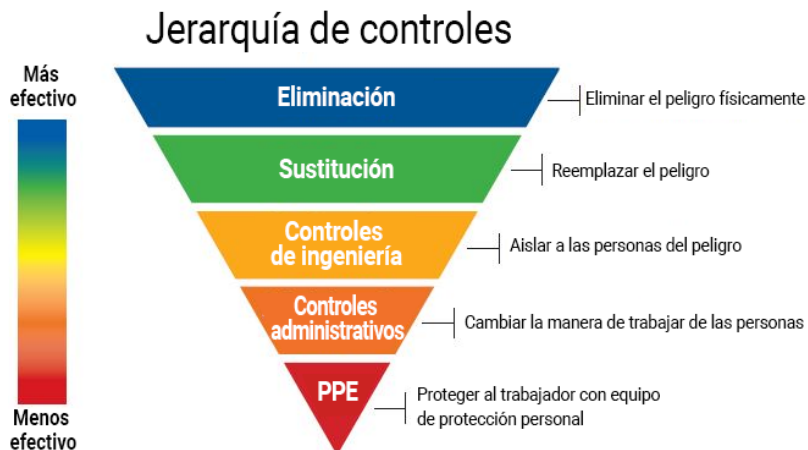 Jerarquía de controles
Más
efectivo
Eliminación
Eliminar el peligro físicamente
Sustitución
Reemplazar el peligro
Controles
de ingeniería
Aislar a las personas del peligro
Controles
administrativos
Cambiar la manera de trabajar de las personas
PPE
Proteger al trabajador con equipo
de protección personal
Menos
efectivo